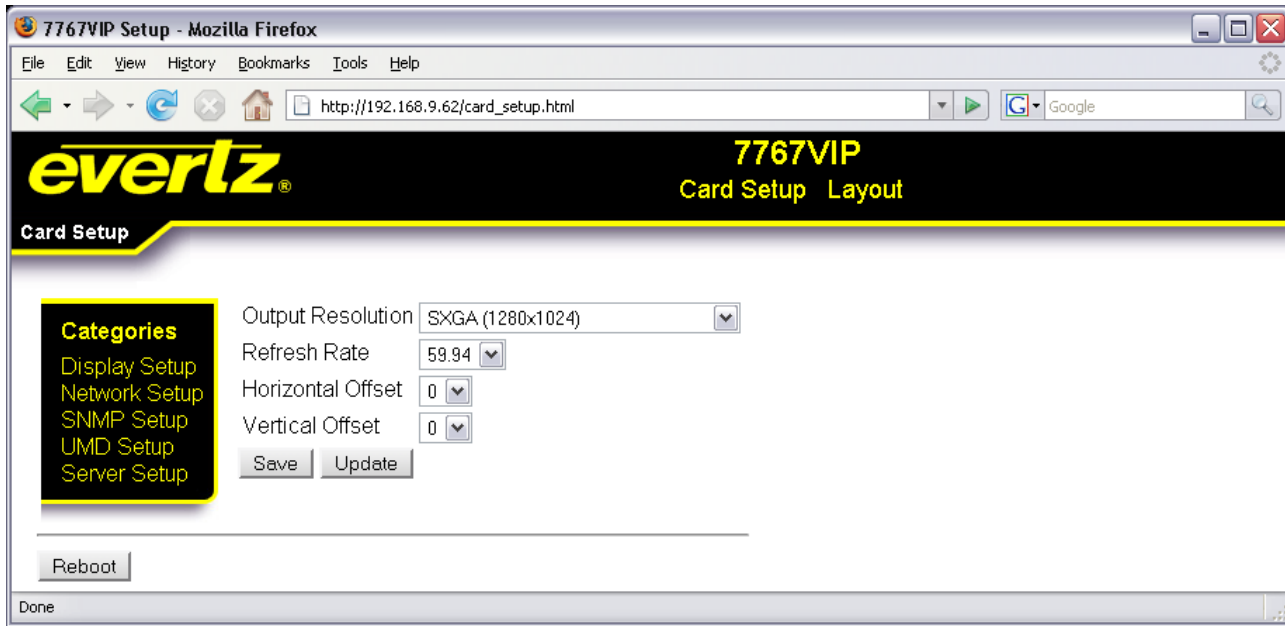 7767VIP Setup - Mozilla Firefox
File Edit View History Bookmarks Tools Help
http://192.168.9.62/card_setup.html
G Google
evertz®
7767VIP
Card Setup Layout
Card Setup
Categories
Display Setup
Network Setup
SNMP Setup
UMD Setup
Server Setup
Output Resolution SXGA (1280x1024)
Refresh Rate 59.94
Horizontal Offset 0
Vertical Offset 0
Save Update
Reboot
Done